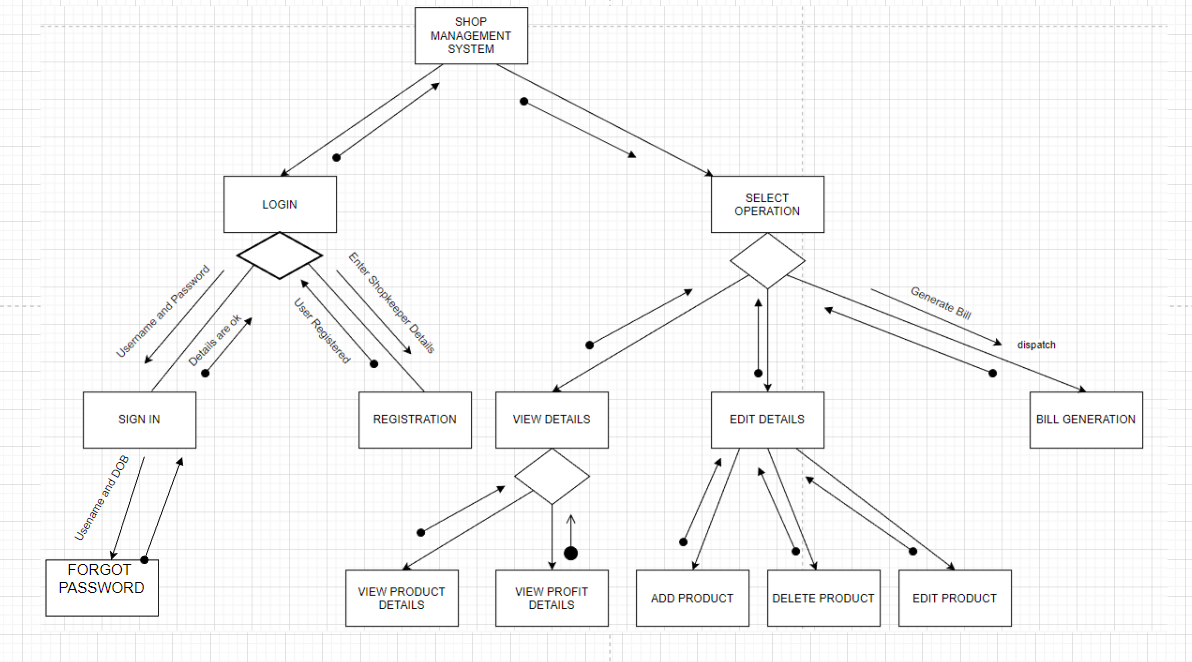 SHOP
MANAGEMENT
SYSTEM
LOGIN
SELECT
OPERATION
Username and Password
Details are ok
User Registered
Enter Shopkeeper Details
Generate Bill
dispatch
SIGN IN
REGISTRATION
VIEW DETAILS
EDIT DETAILS
BILL GENERATION
Usename and DOB
FORGOT
PASSWORD
VIEW PRODUCT
DETAILS
VIEW PROFIT
DETAILS
ADD PRODUCT
DELETE PRODUCT
EDIT PRODUCT